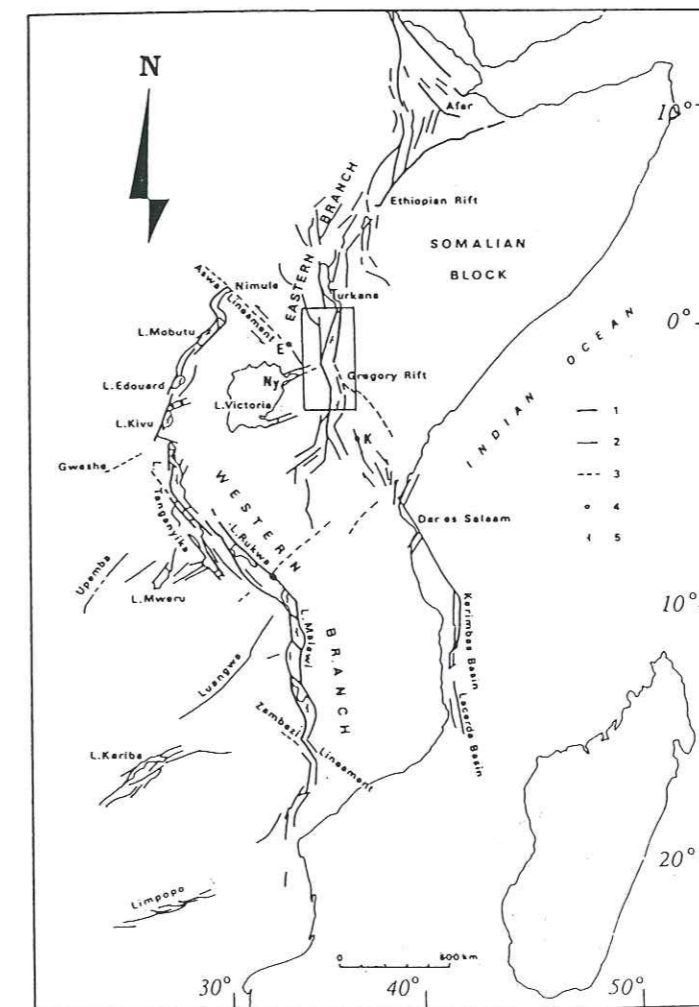 N
Afar
10°
Ethiopian Rift
EASTERN BRANCH
SOMALIAN
BLOCK
Aswa Lineament
Nimule
Turkana
L.Mobutu
0°
E
INDIAN OCEAN
L.Edouard
Ny
Gregory Rift
L.Victoria
1
L.Kivu
K
2
Gweshe
3
WESTERN BRANCH
L. Tanganyika
4
Dar es Salaam
L.Rukwa
5
Upemba
L.Mweru
10°
Kerimbas Basin
L.Malawi
Luangwa
Lacerda Basin
Zambezi Lineament
L.Kariba
20°
Limpopo
0 600 km
30° 40° 50°